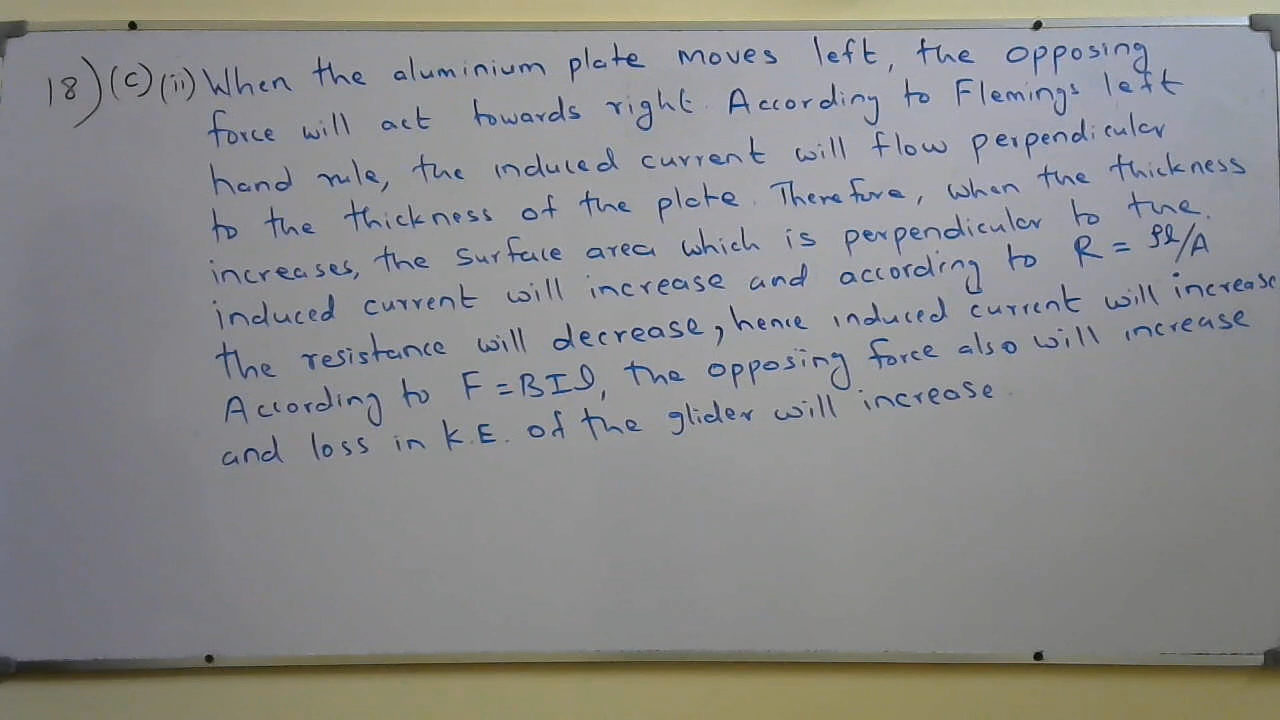 18) (c) (ii) When the aluminium plate moves left, the opposing
force will act towards right. According to Flemings left
hand rule, the induced current will flow perpendicular
to the thickness of the plate. Therefore, when the thickness
increases, the surface area which is perpendicular to the
induced current will increase and according to R = ρl/A
the resistance will decrease, hence induced current will increase
According to F = BIl, the opposing force also will increase
and loss in K.E. of the glider will increase.